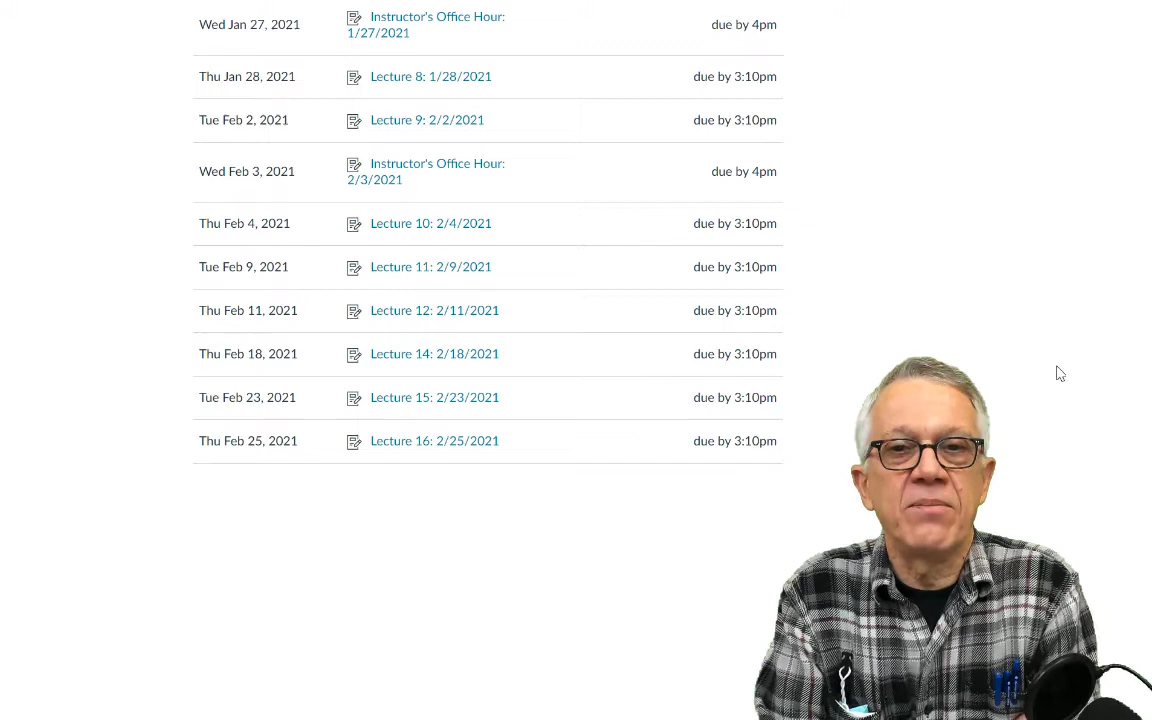 Wed Jan 27, 2021 Instructor's Office Hour: due by 4pm
1/27/2021
Thu Jan 28, 2021 Lecture 8: 1/28/2021 due by 3:10pm
Tue Feb 2, 2021 Lecture 9: 2/2/2021 due by 3:10pm
Wed Feb 3, 2021 Instructor's Office Hour: due by 4pm
2/3/2021
Thu Feb 4, 2021 Lecture 10: 2/4/2021 due by 3:10pm
Tue Feb 9, 2021 Lecture 11: 2/9/2021 due by 3:10pm
Thu Feb 11, 2021 Lecture 12: 2/11/2021 due by 3:10pm
Thu Feb 18, 2021 Lecture 14: 2/18/2021 due by 3:10pm
Tue Feb 23, 2021 Lecture 15: 2/23/2021 due by 3:10pm
Thu Feb 25, 2021 Lecture 16: 2/25/2021 due by 3:10pm